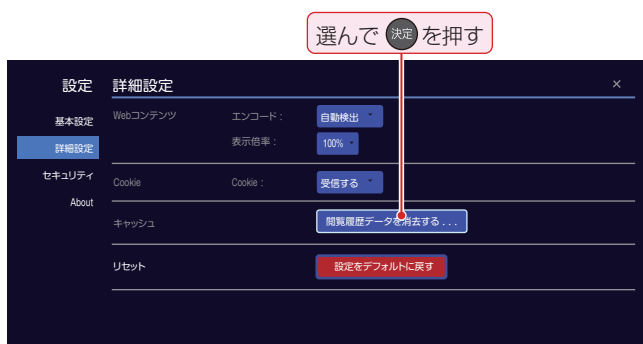 選んで 決定 を押す
設定 詳細設定 ×
基本設定
詳細設定
セキュリティ
About
Webコンテンツ エンコード： 自動検出
表示倍率： 100%
Cookie Cookie： 受信する
キャッシュ 閲覧履歴データを消去する...
リセット 設定をデフォルトに戻す